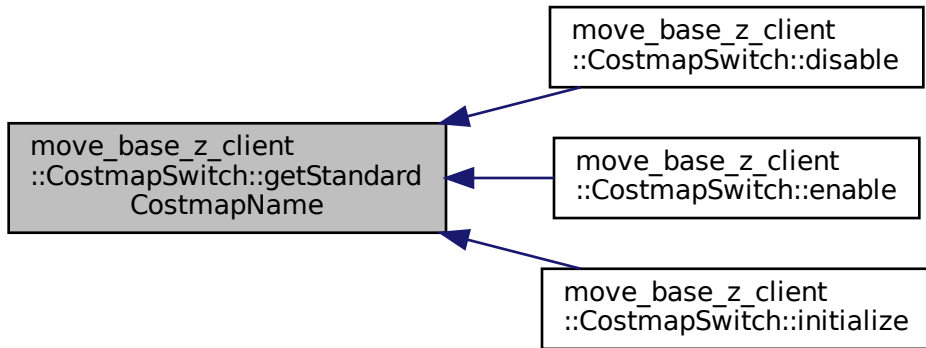 move_base_z_client
::CostmapSwitch::getStandard
CostmapName
move_base_z_client
::CostmapSwitch::disable
move_base_z_client
::CostmapSwitch::enable
move_base_z_client
::CostmapSwitch::initialize